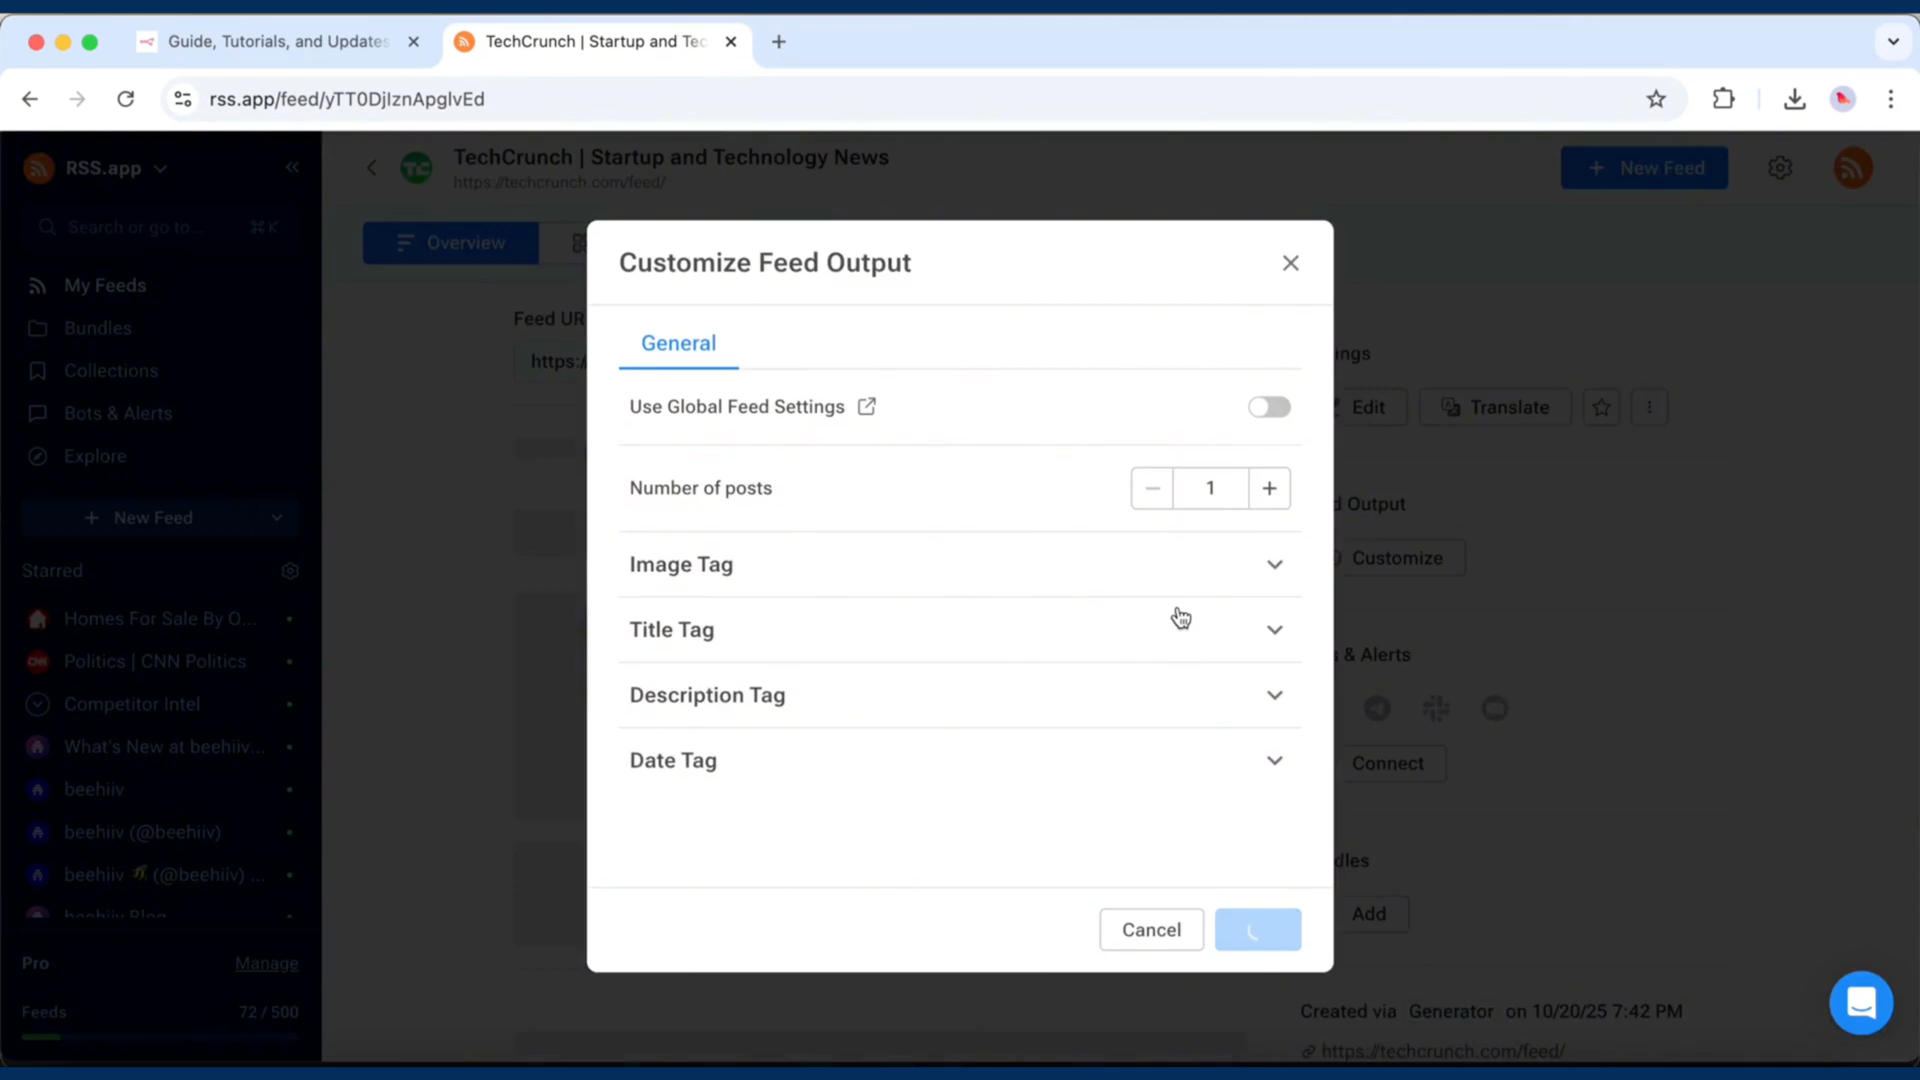 Guide, Tutorials, and Updates
TechCrunch | Startup and Tec
rss.app/feed/yTT0DjIznApgIvEd
RSS.app
TechCrunch | Startup and Technology News
https://techcrunch.com/feed/
New Feed
Search or go to...
⌘K
Overview
My Feeds
Bundles
Collections
Bots & Alerts
Explore
New Feed
Starred
Homes For Sale By O...
Politics | CNN Politics
Competitor Intel
What's New at beehiiv...
beehiiv
beehiiv (@beehiiv)
beehiiv 🐝 (@beehiiv) ...
beehiiv Blog
Pro
Manage
Feeds
72 / 500
Feed UR
https:/
Customize Feed Output
General
Use Global Feed Settings
Number of posts
1
Image Tag
Title Tag
Description Tag
Date Tag
Cancel
ings
Edit
Translate
d Output
Customize
& Alerts
Connect
dles
Add
Created via Generator on 10/20/25 7:42 PM
https://techcrunch.com/feed/